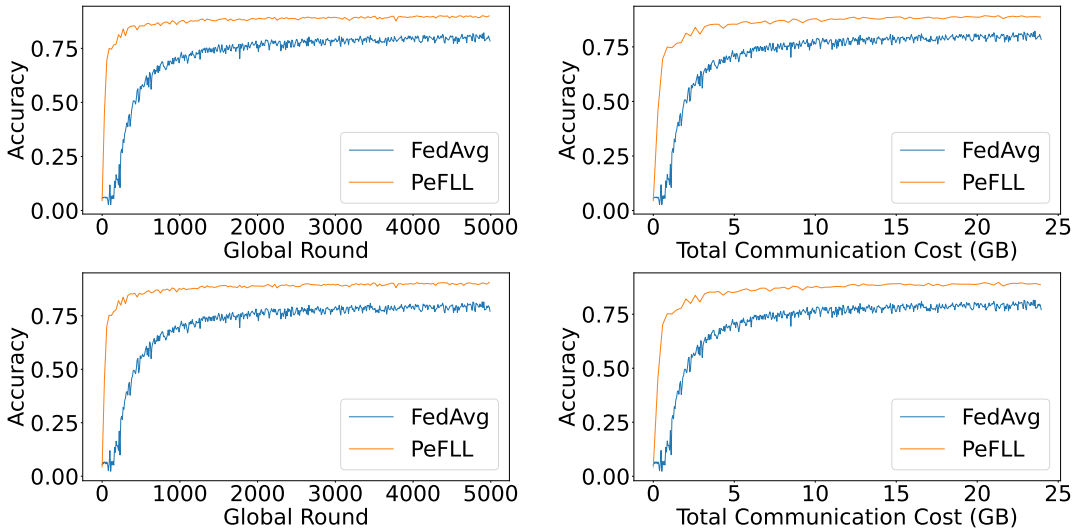 Accuracy
0.75
0.50
0.25
0.00
FedAvg
PeFLL
0 1000 2000 3000 4000 5000
Global Round
Accuracy
0.75
0.50
0.25
0.00
FedAvg
PeFLL
0 5 10 15 20 25
Total Communication Cost (GB)
Accuracy
0.75
0.50
0.25
0.00
FedAvg
PeFLL
0 1000 2000 3000 4000 5000
Global Round
Accuracy
0.75
0.50
0.25
0.00
FedAvg
PeFLL
0 5 10 15 20 25
Total Communication Cost (GB)